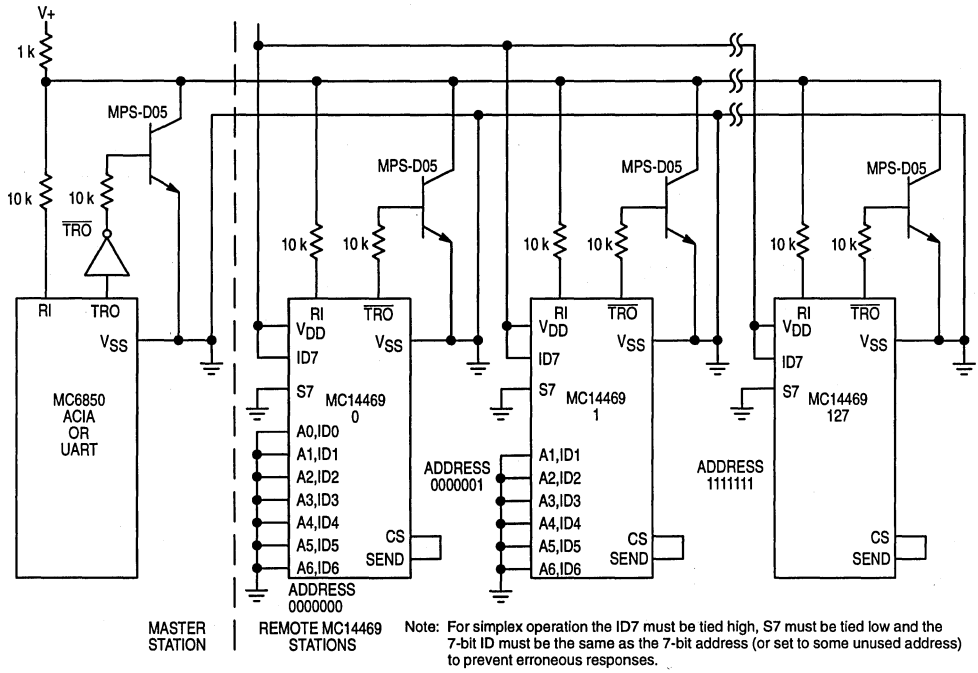 V+
1 k
MPS-D05
10 k
10 k
TRO
RI
TRO
VSS
MC6850
ACIA
OR
UART
MASTER
STATION
MPS-D05
10 k
10 k
RI
TRO
VDD
VSS
ID7
S7
MC14469
0
A0,ID0
A1,ID1
A2,ID2
A3,ID3
A4,ID4
A5,ID5
A6,ID6
CS
SEND
ADDRESS
0000000
REMOTE MC14469
STATIONS
MPS-D05
10 k
10 k
RI
TRO
VDD
VSS
ID7
S7
MC14469
1
ADDRESS
0000001
A1,ID1
A2,ID2
A3,ID3
A4,ID4
A5,ID5
A6,ID6
CS
SEND
MPS-D05
10 k
10 k
RI
TRO
VDD
VSS
ID7
S7
MC14469
127
ADDRESS
1111111
CS
SEND
Note: For simplex operation the ID7 must be tied high, S7 must be tied low and the
7-bit ID must be the same as the 7-bit address (or set to some unused address)
to prevent erroneous responses.